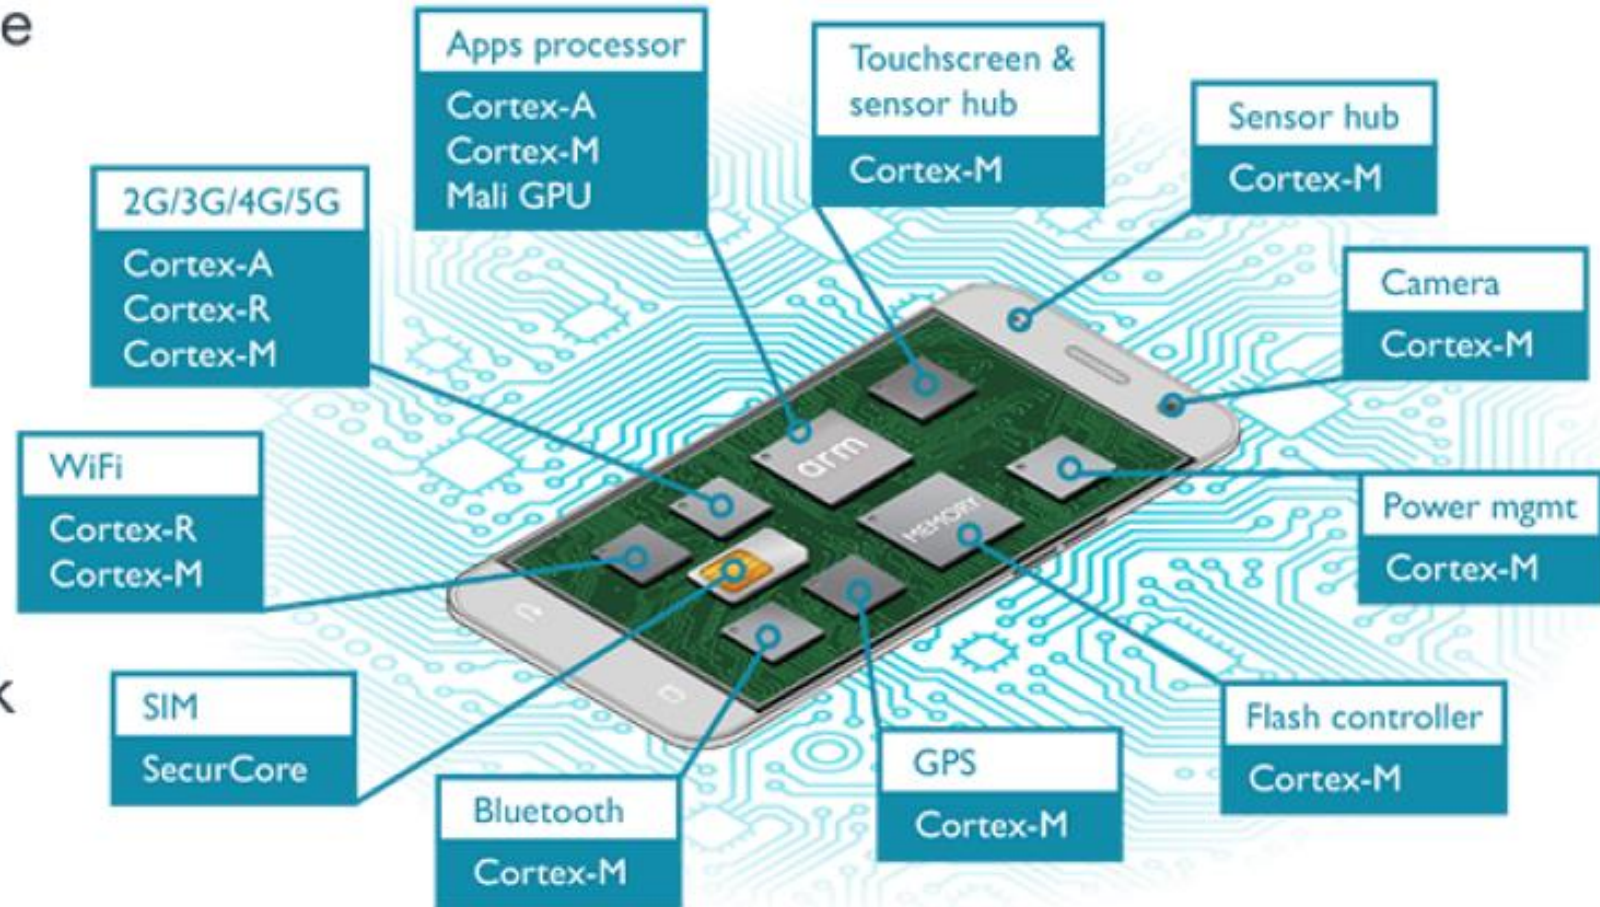 e
Apps processor
Cortex-A
Cortex-M
Mali GPU
Touchscreen &
sensor hub
Cortex-M
Sensor hub
Cortex-M
2G/3G/4G/5G
Cortex-A
Cortex-R
Cortex-M
Camera
Cortex-M
WiFi
Cortex-R
Cortex-M
arm
MEMORY
Power mgmt
Cortex-M
k
SIM
SecurCore
Bluetooth
Cortex-M
GPS
Cortex-M
Flash controller
Cortex-M